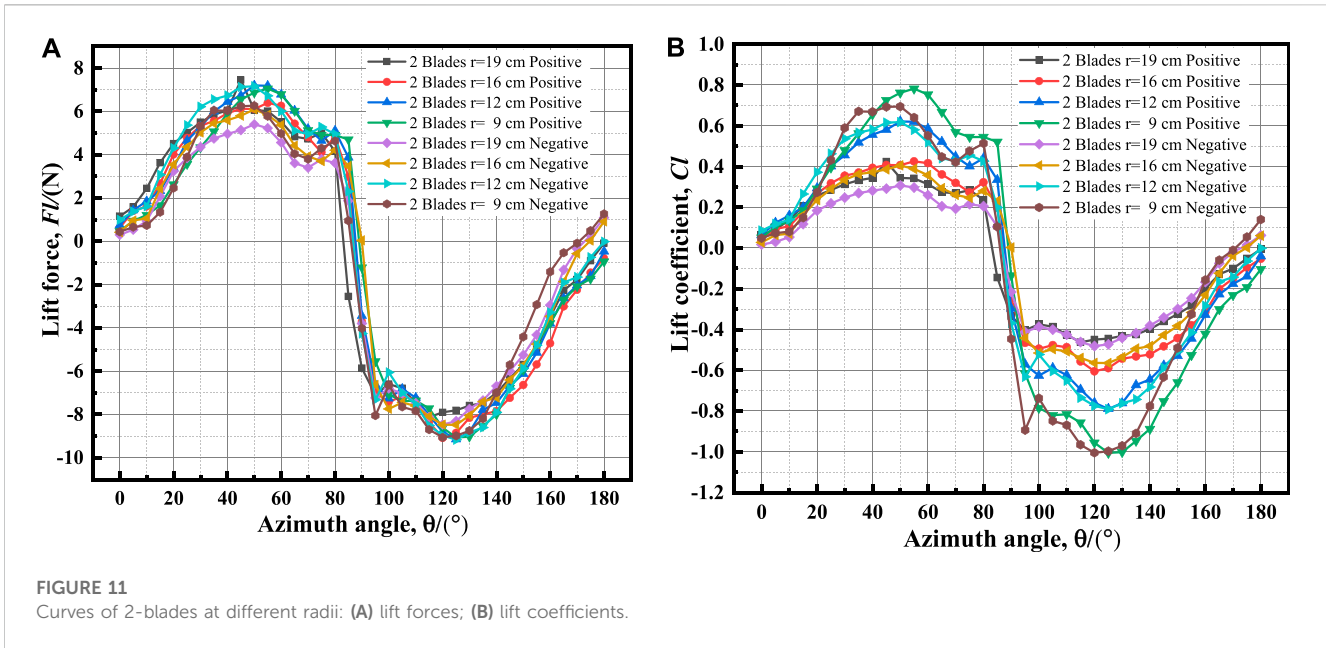 A
8
6
4
2
0
-2
-4
-6
-8
-10
Lift force, Fl/(N)
2 Blades r=19 cm Positive
2 Blades r=16 cm Positive
2 Blades r=12 cm Positive
2 Blades r= 9 cm Positive
2 Blades r=19 cm Negative
2 Blades r=16 cm Negative
2 Blades r=12 cm Negative
2 Blades r= 9 cm Negative
0 20 40 60 80 100 120 140 160 180
Azimuth angle, θ/(°)
B
1.0
0.8
0.6
0.4
0.2
0.0
-0.2
-0.4
-0.6
-0.8
-1.0
-1.2
Lift coefficient, Cl
2 Blades r=19 cm Positive
2 Blades r=16 cm Positive
2 Blades r=12 cm Positive
2 Blades r= 9 cm Positive
2 Blades r=19 cm Negative
2 Blades r=16 cm Negative
2 Blades r=12 cm Negative
2 Blades r= 9 cm Negative
0 20 40 60 80 100 120 140 160 180
Azimuth angle, θ/(°)
FIGURE 11
Curves of 2-blades at different radii: (A) lift forces; (B) lift coefficients.